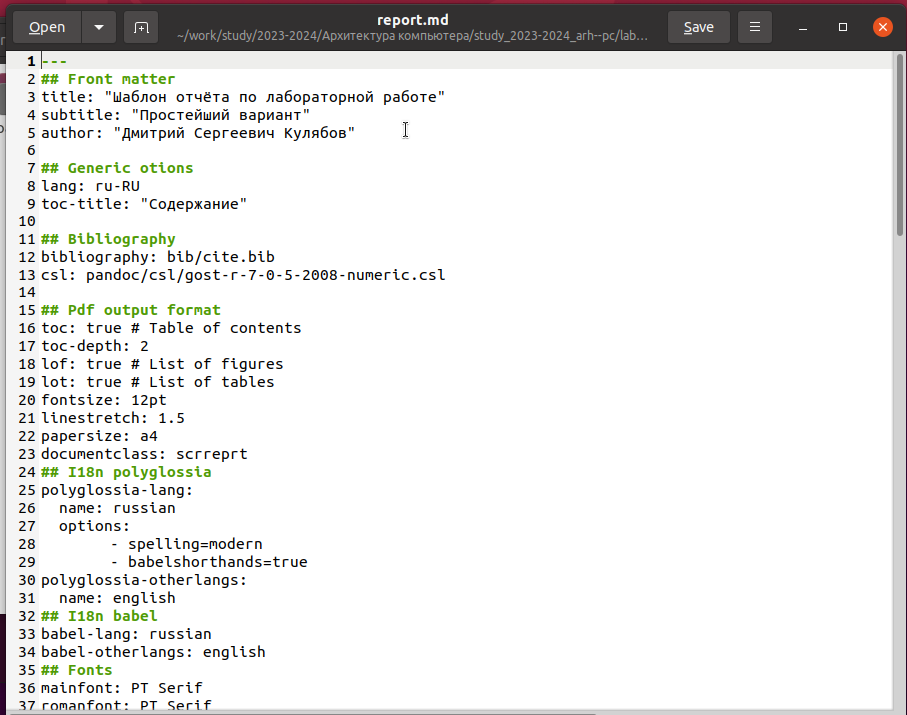 Open
report.md
~/work/study/2023-2024/Архитектура компьютера/study_2023-2024_arh--pc/lab...
Save
1 ---
2 ## Front matter
3 title: "Шаблон отчёта по лабораторной работе"
4 subtitle: "Простейший вариант"
5 author: "Дмитрий Сергеевич Кулябов"
6
7 ## Generic otions
8 lang: ru-RU
9 toc-title: "Содержание"
10
11 ## Bibliography
12 bibliography: bib/cite.bib
13 csl: pandoc/csl/gost-r-7-0-5-2008-numeric.csl
14
15 ## Pdf output format
16 toc: true # Table of contents
17 toc-depth: 2
18 lof: true # List of figures
19 lot: true # List of tables
20 fontsize: 12pt
21 linestretch: 1.5
22 papersize: a4
23 documentclass: scrreprt
24 ## I18n polyglossia
25 polyglossia-lang:
26   name: russian
27   options:
28         - spelling=modern
29         - babelshorthands=true
30 polyglossia-otherlangs:
31   name: english
32 ## I18n babel
33 babel-lang: russian
34 babel-otherlangs: english
35 ## Fonts
36 mainfont: PT Serif
37 romanfont: PT Serif